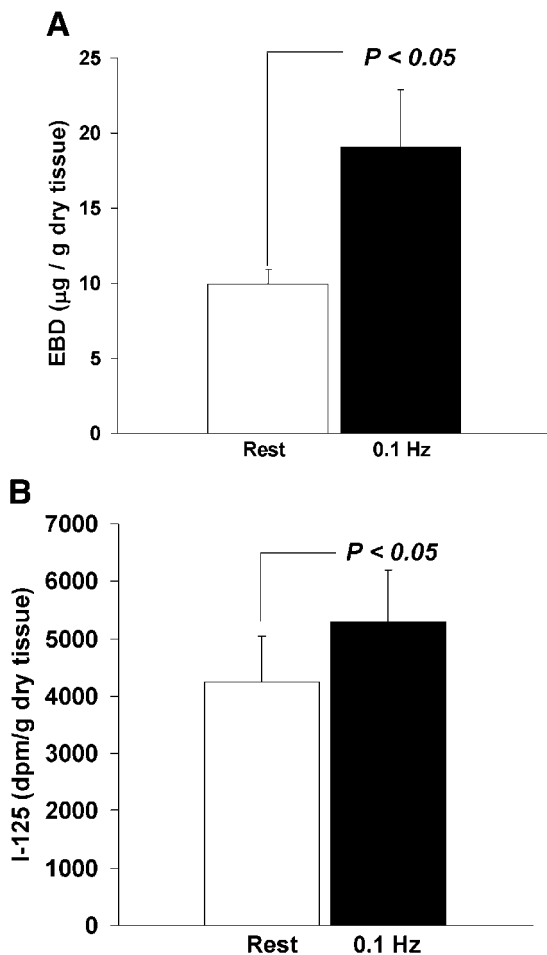 A
P < 0.05
EBD (µg / g dry tissue)
25
20
15
10
5
0
Rest 0.1 Hz
B
P < 0.05
I-125 (dpm/g dry tissue)
7000
6000
5000
4000
3000
2000
1000
0
Rest 0.1 Hz